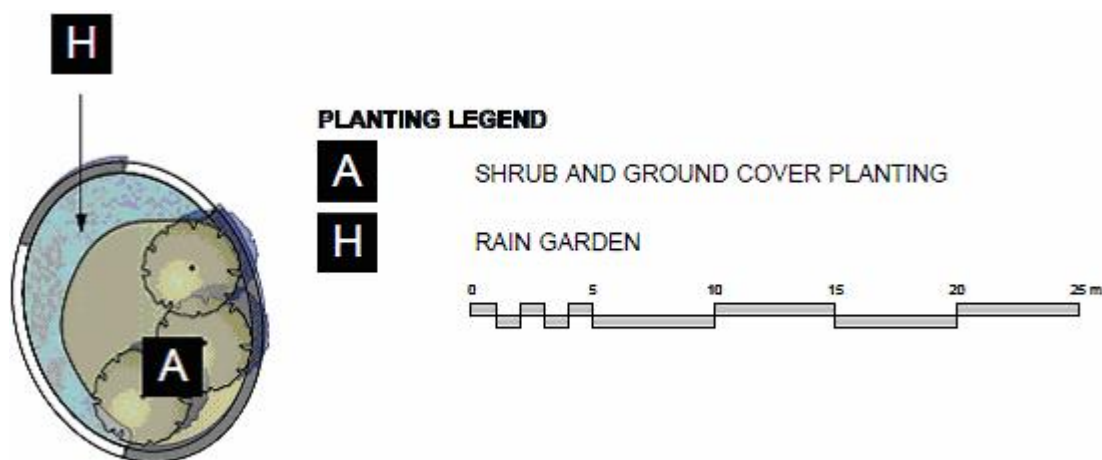 H
PLANTING LEGEND
A SHRUB AND GROUND COVER PLANTING
H RAIN GARDEN
0 5 10 15 20 25 m
A